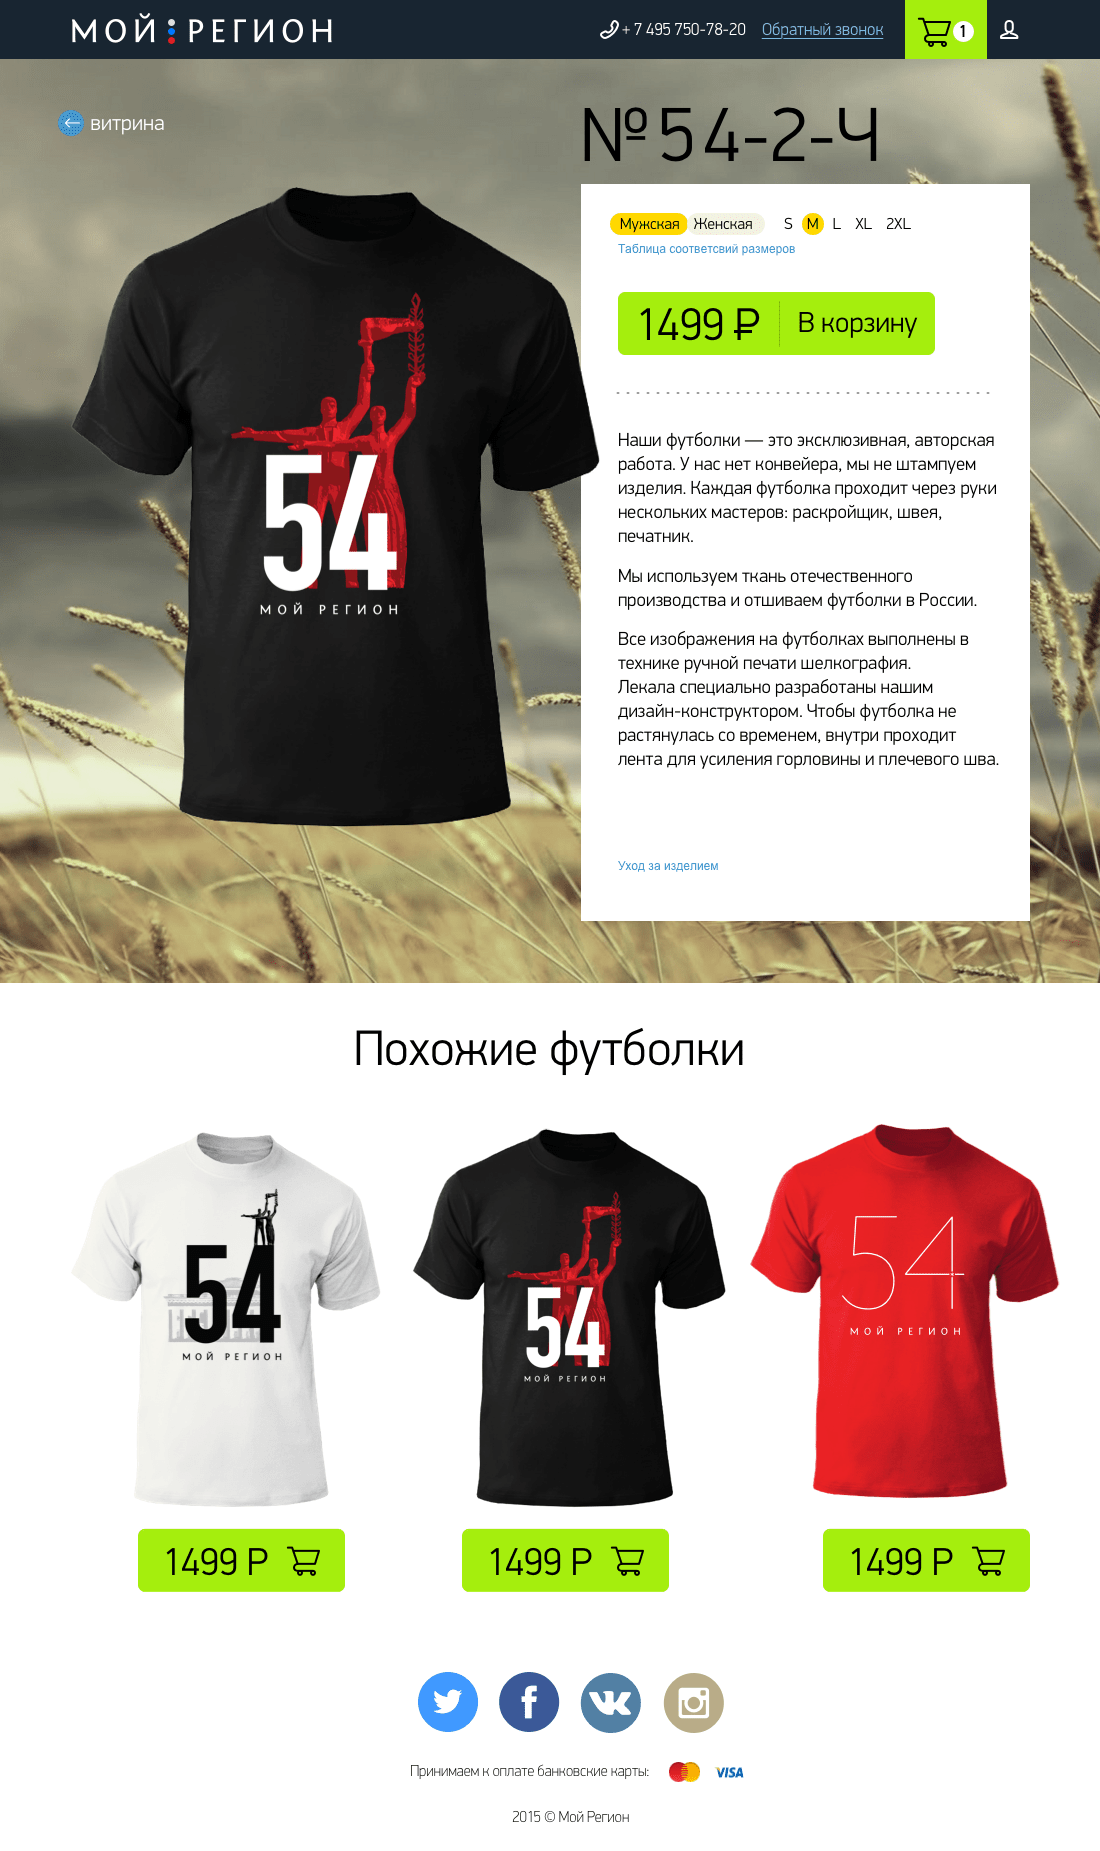 МОЙ РЕГИОН
+ 7 495 750-78-20 Обратный звонок 1
витрина
№54-2-Ч
Мужская Женская S M L XL 2XL
Таблица соответсвий размеров
1499 ₽ В корзину
54
МОЙ РЕГИОН
Наши футболки — это эксклюзивная, авторская
работа. У нас нет конвейера, мы не штампуем
изделия. Каждая футболка проходит через руки
нескольких мастеров: раскройщик, швея,
печатник.
Мы используем ткань отечественного
производства и отшиваем футболки в России.
Все изображения на футболках выполнены в
технике ручной печати шелкография.
Лекала специально разработаны нашим
дизайн-конструктором. Чтобы футболка не
растянулась со временем, внутри проходит
лента для усиления горловины и плечевого шва.
Уход за изделием
Похожие футболки
54
МОЙ РЕГИОН
54
МОЙ РЕГИОН
54
МОЙ РЕГИОН
1499 Р
1499 Р
1499 Р
Принимаем к оплате банковские карты: VISA
2015 © Мой Регион